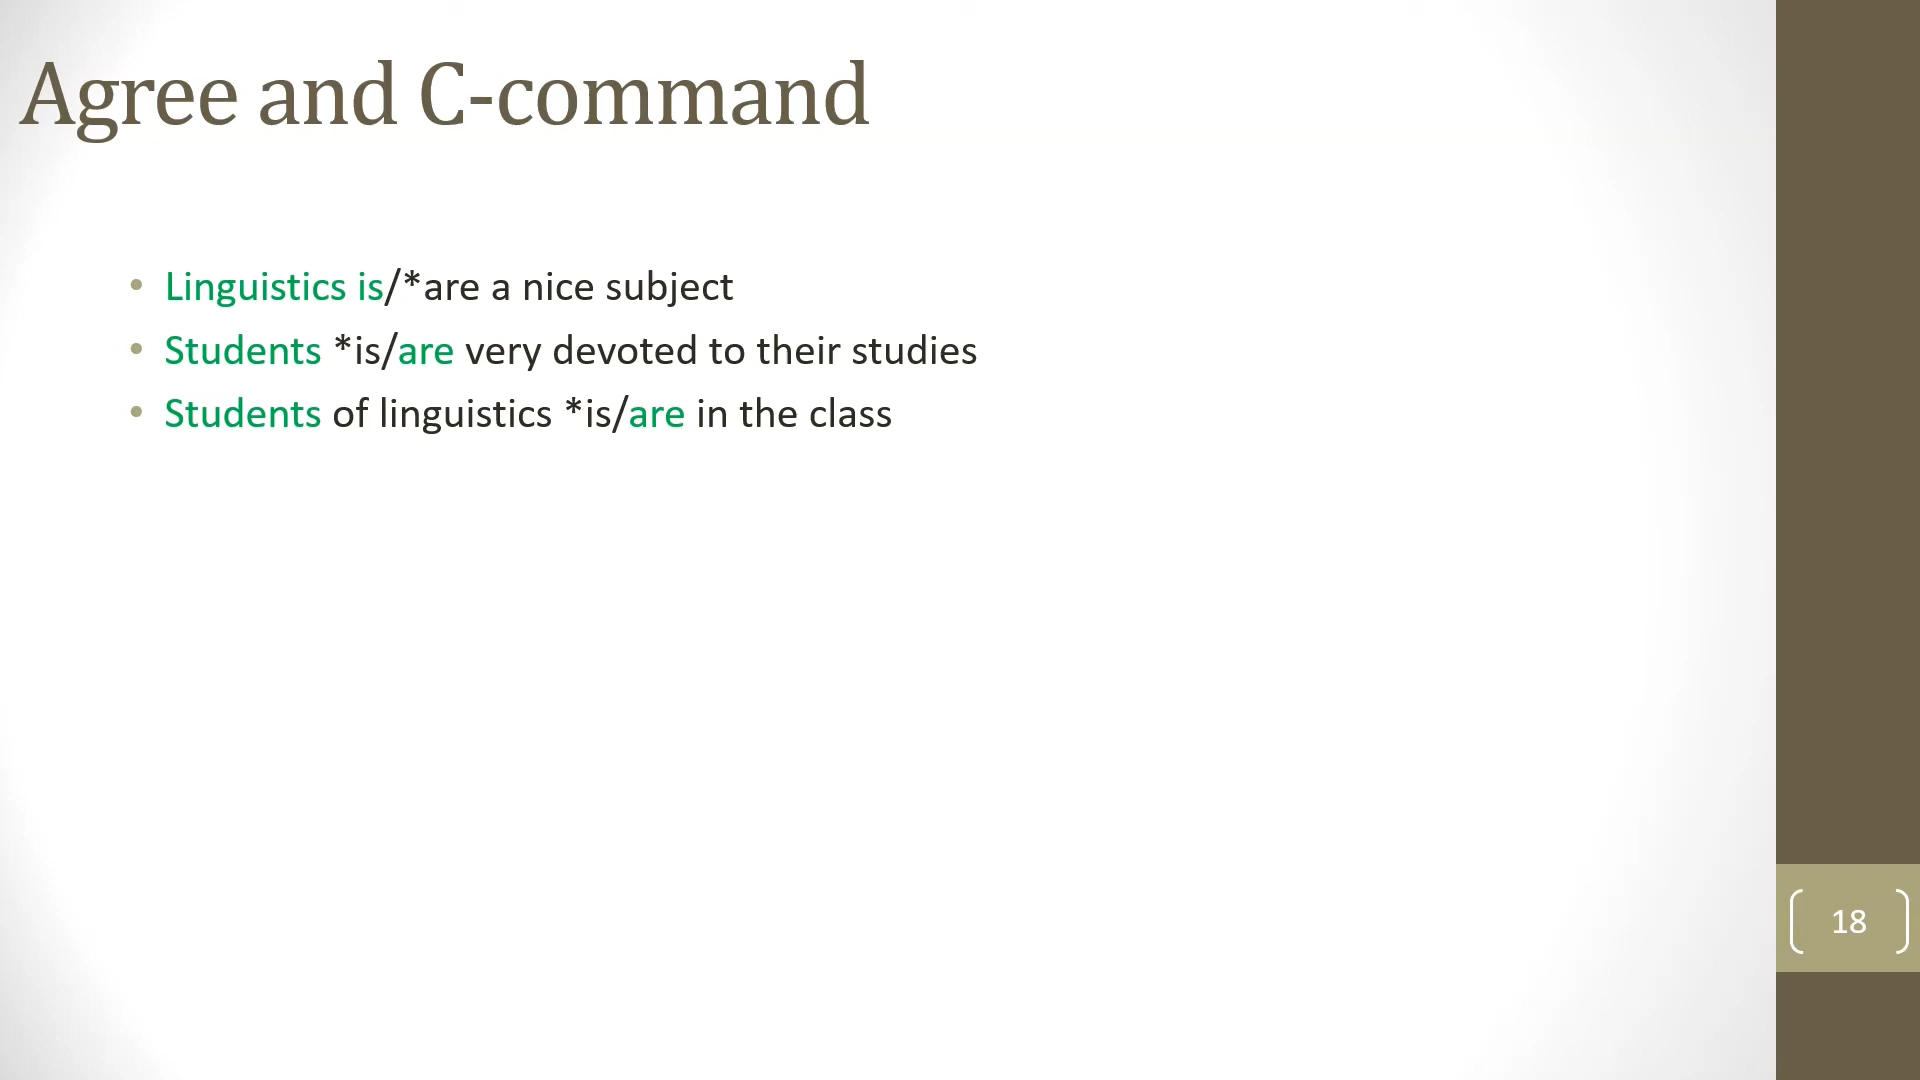 Agree and C-command
• Linguistics is/*are a nice subject
• Students *is/are very devoted to their studies
• Students of linguistics *is/are in the class
18